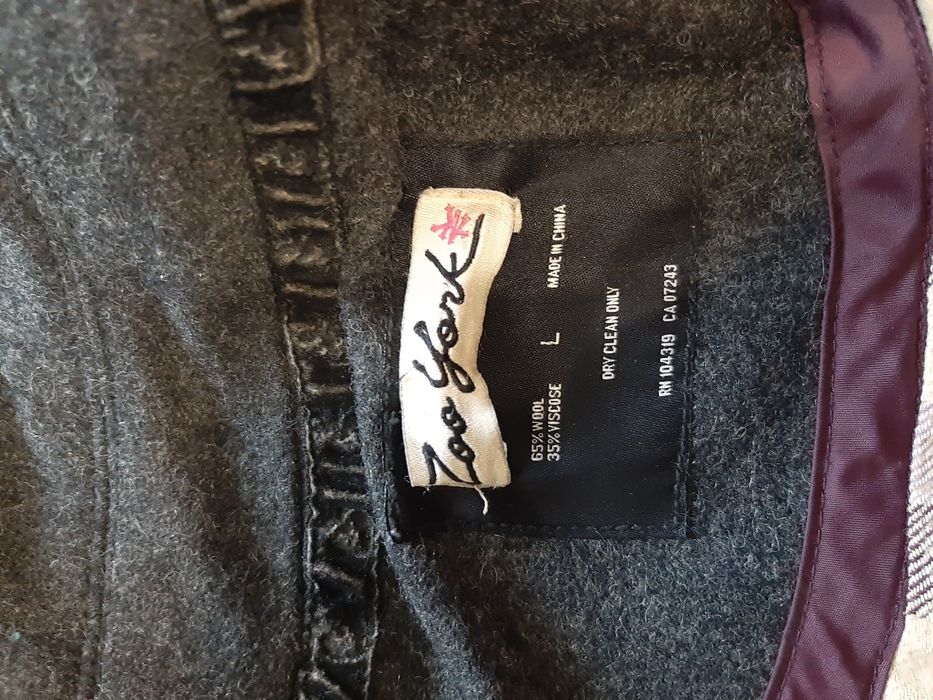 Zoo York
65% WOOL
35% VISCOSE
L
MADE IN CHINA
DRY CLEAN ONLY
RN 104319 CA 07243